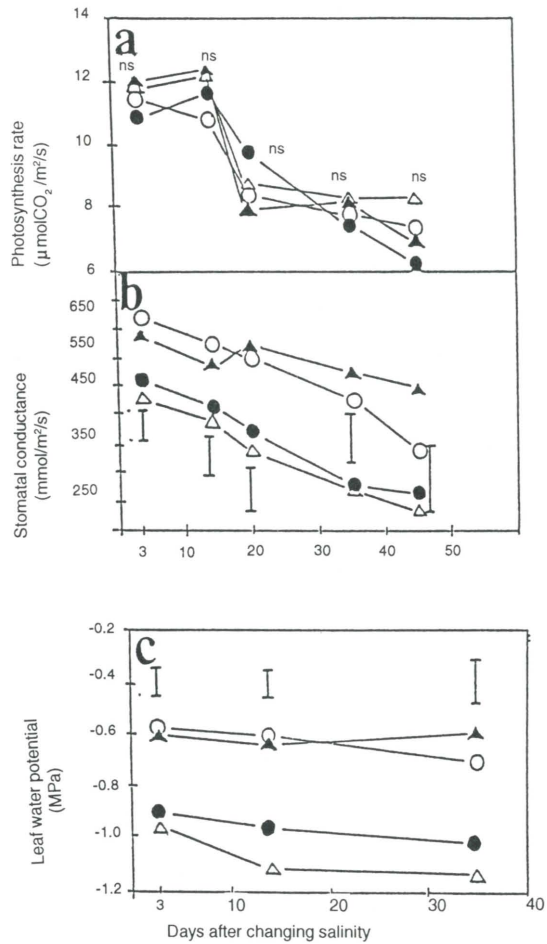 14
a
ns
ns
12
10
ns
ns
ns
8
6
Photosynthesis rate
(µmolCO₂ /m²/s)
b
650
550
450
350
250
Stomatal conductance
(mmol/m²/s)
3 10 20 30 40 50
-0.2
c
-0.4
-0.6
-0.8
-1.0
-1.2
Leaf water potential
(MPa)
3 10 20 30 40
Days after changing salinity